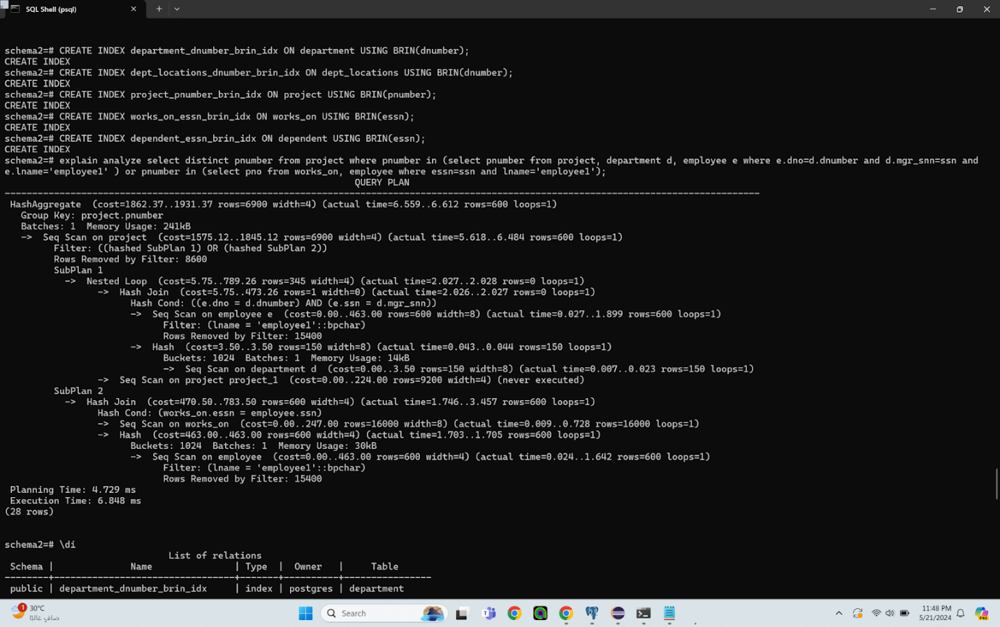 SQL Shell (psql)
schema2=# CREATE INDEX department_dnumber_brin_idx ON department USING BRIN(dnumber);
CREATE INDEX
schema2=# CREATE INDEX dept_locations_dnumber_brin_idx ON dept_locations USING BRIN(dnumber);
CREATE INDEX
schema2=# CREATE INDEX project_pnumber_brin_idx ON project USING BRIN(pnumber);
CREATE INDEX
schema2=# CREATE INDEX works_on_essn_brin_idx ON works_on USING BRIN(essn);
CREATE INDEX
schema2=# CREATE INDEX dependent_essn_brin_idx ON dependent USING BRIN(essn);
CREATE INDEX
schema2=# explain analyze select distinct pnumber from project where pnumber in (select pnumber from project, department d, employee e where e.dno=d.dnumber and d.mgr_snn=ssn and
e.lname='employee1' ) or pnumber in (select pno from works_on, employee where essn=ssn and lname='employee1');
QUERY PLAN
---------------------------------------------------------------------------------------------------------------------------------------------
HashAggregate  (cost=1862.37..1931.37 rows=6900 width=4) (actual time=6.559..6.612 rows=600 loops=1)
Group Key: project.pnumber
Batches: 1  Memory Usage: 241kB
->  Seq Scan on project  (cost=1575.12..1845.12 rows=6900 width=4) (actual time=5.618..6.484 rows=600 loops=1)
Filter: ((hashed SubPlan 1) OR (hashed SubPlan 2))
Rows Removed by Filter: 8600
SubPlan 1
->  Nested Loop  (cost=5.75..789.26 rows=345 width=4) (actual time=2.027..2.028 rows=0 loops=1)
->  Hash Join  (cost=5.75..473.26 rows=1 width=0) (actual time=2.026..2.027 rows=0 loops=1)
Hash Cond: ((e.dno = d.dnumber) AND (e.ssn = d.mgr_snn))
->  Seq Scan on employee e  (cost=0.00..463.00 rows=600 width=8) (actual time=0.027..1.899 rows=600 loops=1)
Filter: (lname = 'employee1'::bpchar)
Rows Removed by Filter: 15400
->  Hash  (cost=3.50..3.50 rows=150 width=8) (actual time=0.043..0.044 rows=150 loops=1)
Buckets: 1024  Batches: 1  Memory Usage: 14kB
->  Seq Scan on department d  (cost=0.00..3.50 rows=150 width=8) (actual time=0.007..0.023 rows=150 loops=1)
->  Seq Scan on project project_1  (cost=0.00..224.00 rows=9200 width=4) (never executed)
SubPlan 2
->  Hash Join  (cost=470.50..783.50 rows=600 width=4) (actual time=1.746..3.457 rows=600 loops=1)
Hash Cond: (works_on.essn = employee.ssn)
->  Seq Scan on works_on  (cost=0.00..247.00 rows=16000 width=8) (actual time=0.009..0.728 rows=16000 loops=1)
->  Hash  (cost=463.00..463.00 rows=600 width=4) (actual time=1.703..1.705 rows=600 loops=1)
Buckets: 1024  Batches: 1  Memory Usage: 30kB
->  Seq Scan on employee  (cost=0.00..463.00 rows=600 width=4) (actual time=0.024..1.642 rows=600 loops=1)
Filter: (lname = 'employee1'::bpchar)
Rows Removed by Filter: 15400
Planning Time: 4.729 ms
Execution Time: 6.848 ms
(28 rows)
schema2=# \di
List of relations
Schema |              Name               | Type  |  Owner   |     Table
--------+---------------------------------+-------+----------+----------------
public | department_dnumber_brin_idx     | index | postgres | department
1
30°C
صافٍ غالبًا
Search
11:48 PM
5/21/2024